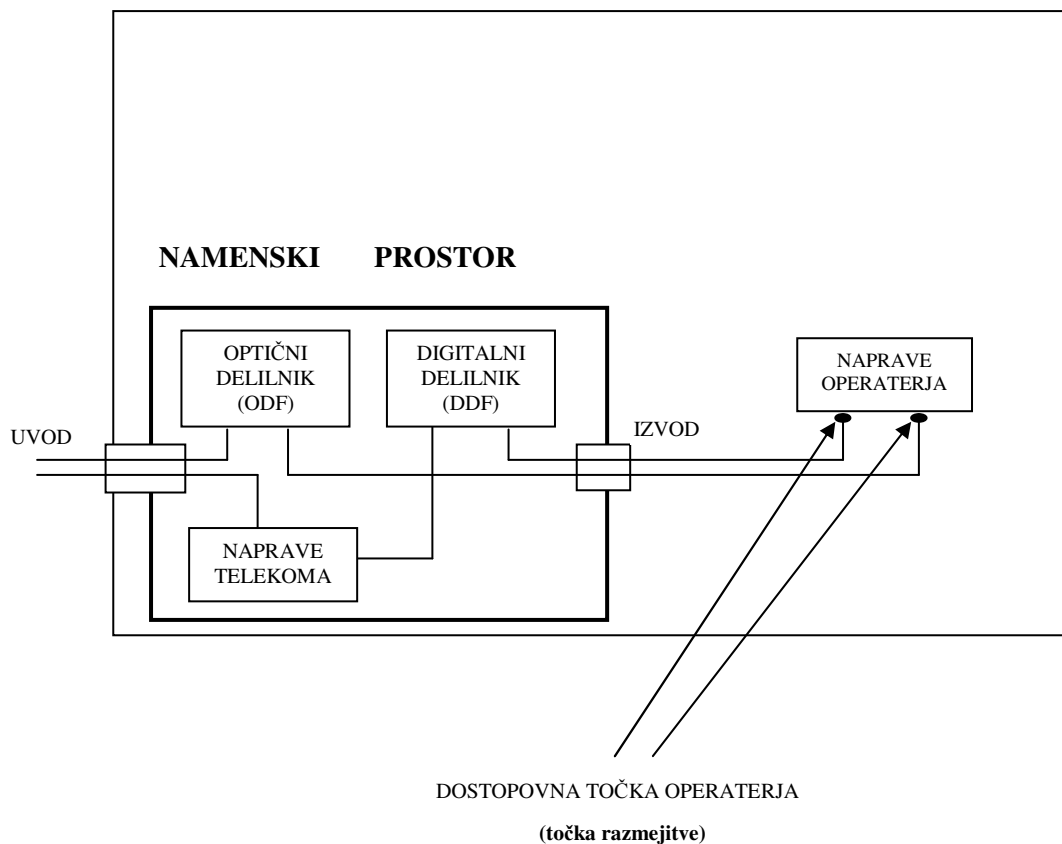 NAMENSKI PROSTOR
OPTIČNI
DELILNIK
(ODF)
DIGITALNI
DELILNIK
(DDF)
NAPRAVE
OPERATERJA
UVOD
IZVOD
NAPRAVE
TELEKOMA
DOSTOPOVNA TOČKA OPERATERJA
(točka razmejitve)